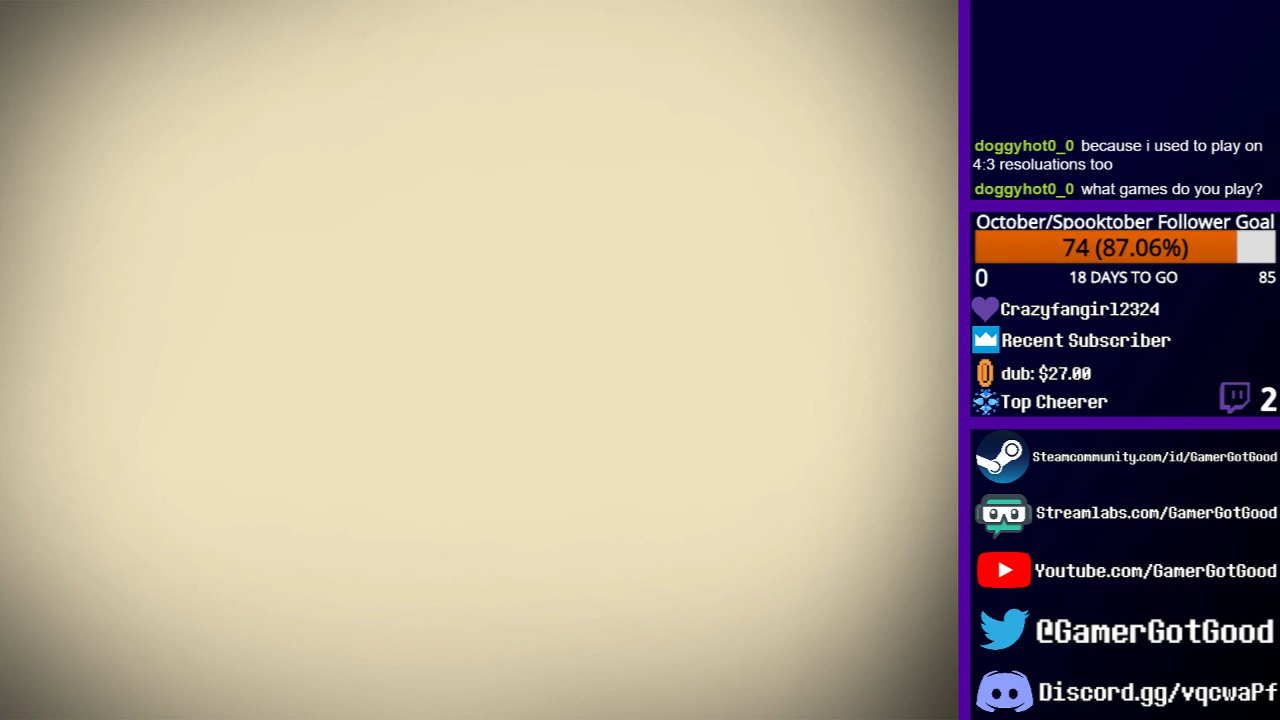 doggyhot0_0 because i used to play on
4:3 resoluations too
doggyhot0_0 what games do you play?
October/Spooktober Follower Goal
74 (87.06%)
0 18 DAYS TO GO 85
Crazyfangirl2324
Recent Subscriber
dub: $27.00
Top Cheerer 2
Steamcommunity.com/id/GamerGotGood
Streamlabs.com/GamerGotGood
Youtube.com/GamerGotGood
@GamerGotGood
Discord.gg/vqcwaPf